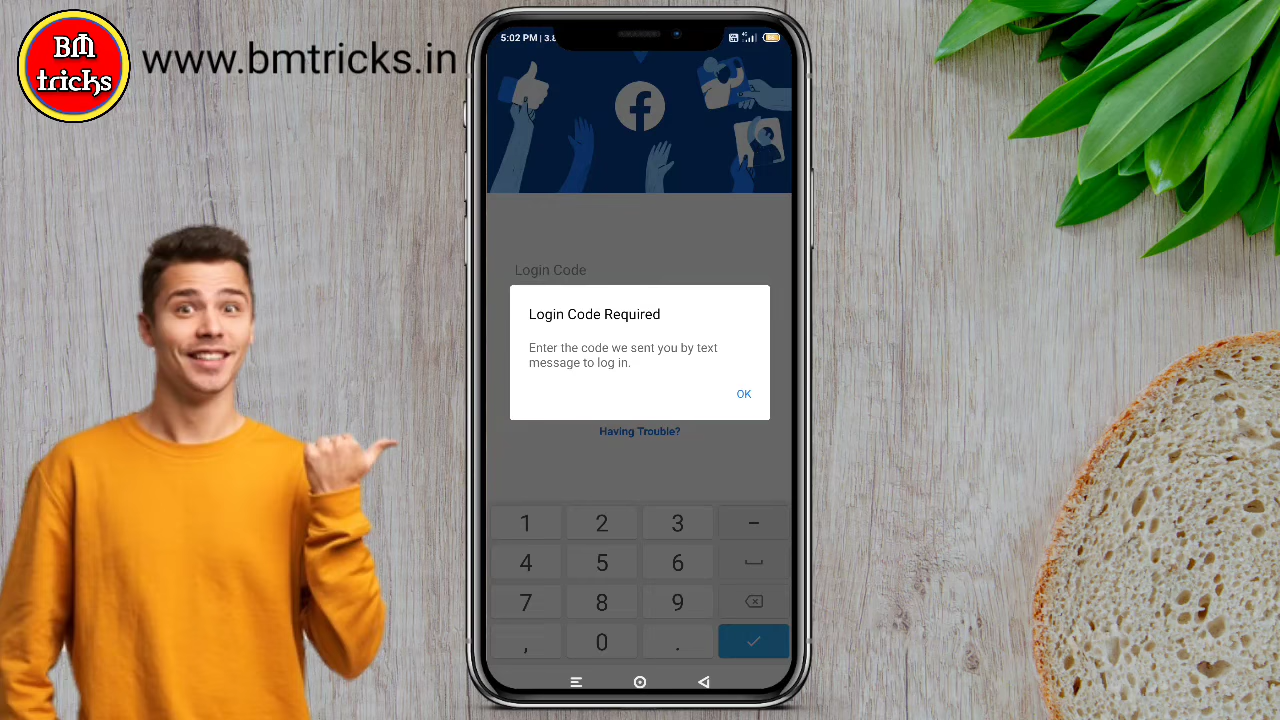 BM
tricks
www.bmtricks.in
5:02 PM | 3.8
Login Code
Login Code Required
Enter the code we sent you by text
message to log in.
OK
Having Trouble?
1 2 3 –
4 5 6
7 8 9
, 0 .